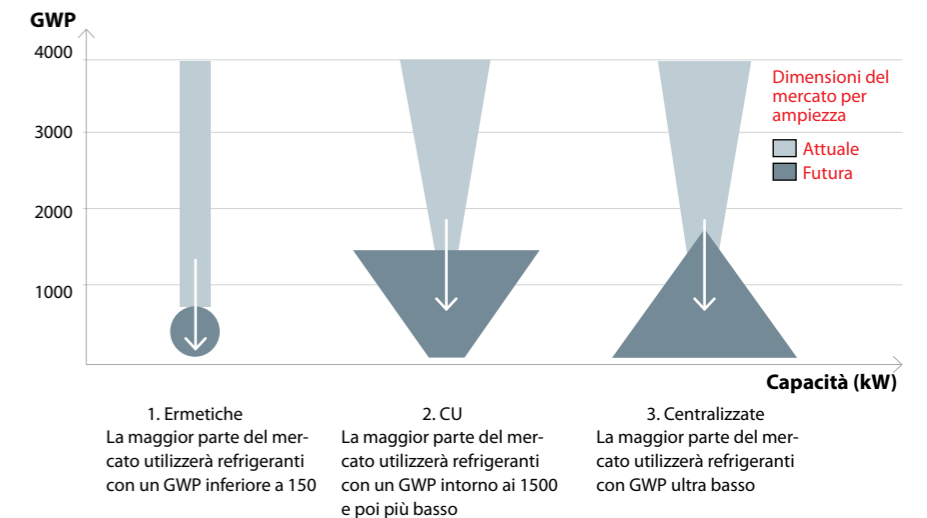 GWP
4000
3000
2000
1000
Dimensioni del
mercato per
ampiezza
Attuale
Futura
Capacità (kW)
1. Ermetiche
La maggior parte del mer-
cato utilizzerà refrigeranti
con un GWP inferiore a 150
2. CU
La maggior parte del mer-
cato utilizzerà refrigeranti
con un GWP intorno ai 1500
e poi più basso
3. Centralizzate
La maggior parte del mer-
cato utilizzerà refrigeranti
con GWP ultra basso